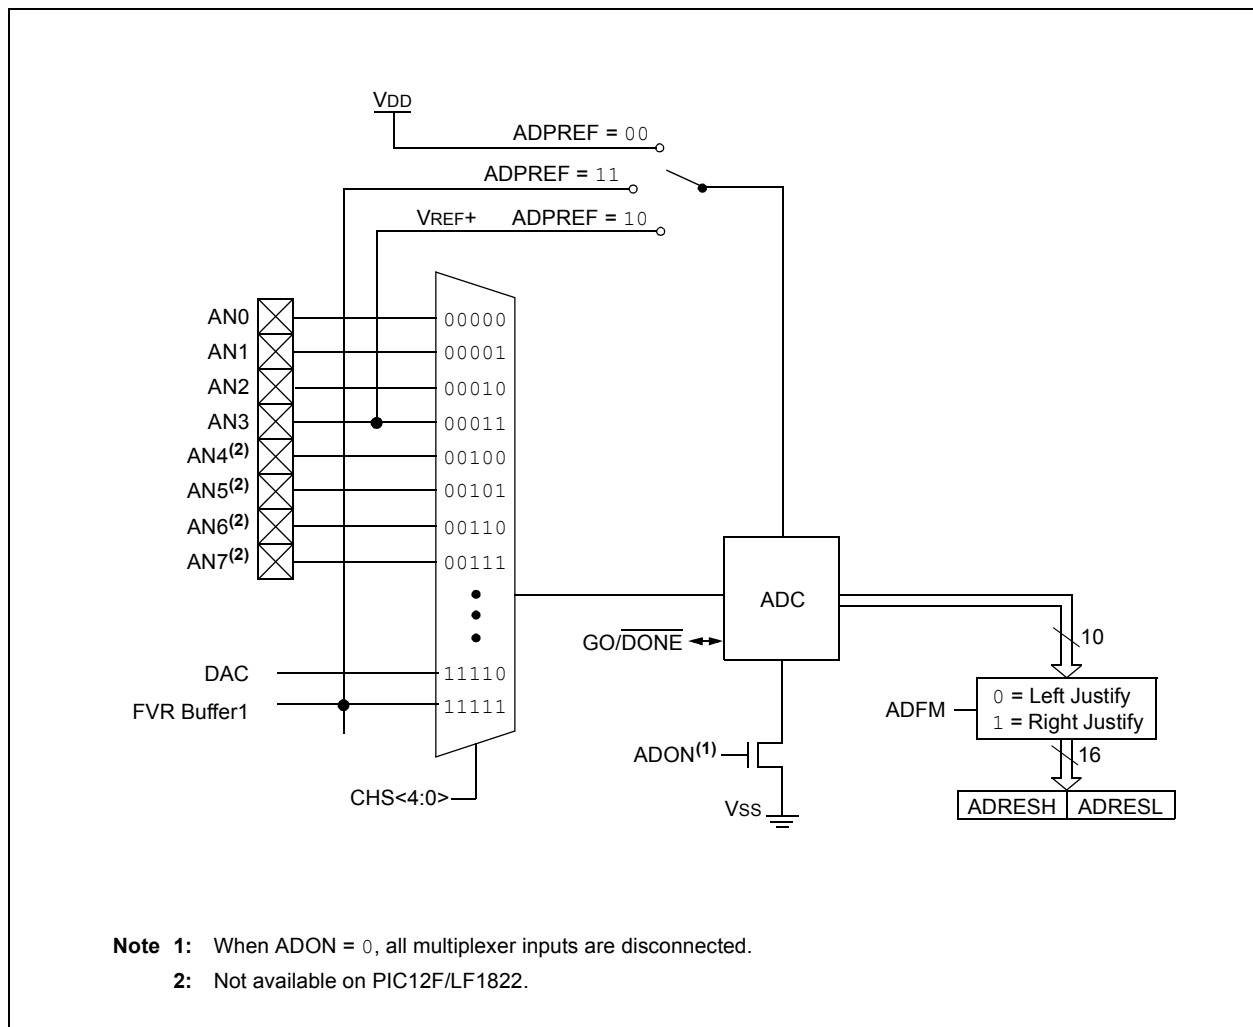 VDD
ADPREF = 00
ADPREF = 11
VREF+ ADPREF = 10
AN0 00000
AN1 00001
AN2 00010
AN3 00011
AN4(2) 00100
AN5(2) 00101
AN6(2) 00110
AN7(2) 00111
ADC
GO/DONE
10
DAC 11110
FVR Buffer1 11111
ADFM
0 = Left Justify
1 = Right Justify
ADON(1)
16
CHS<4:0>
VSS
ADRESH ADRESL
Note 1: When ADON = 0, all multiplexer inputs are disconnected.
2: Not available on PIC12F/LF1822.